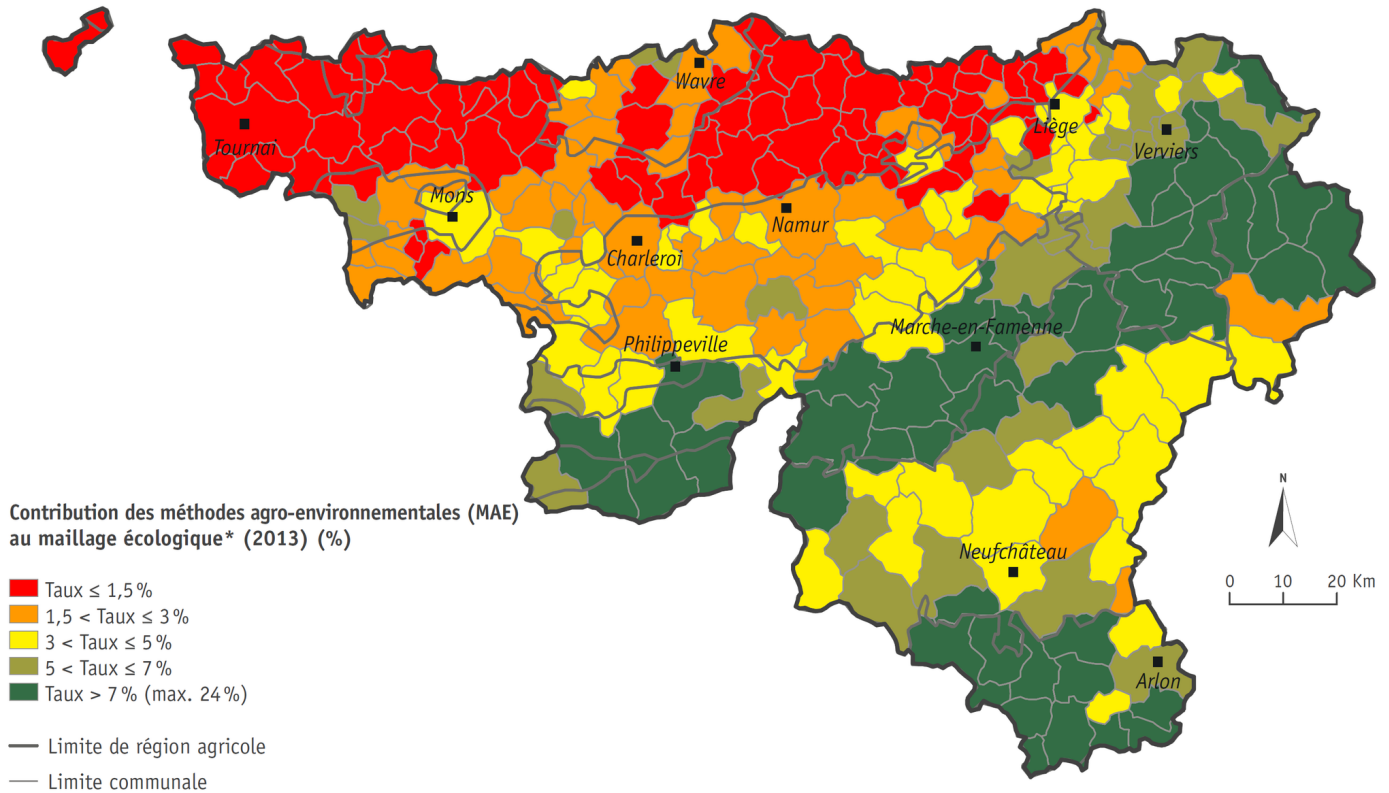 Wavre
Tournai
Liège
Verviers
Mons
Namur
Charleroi
Marche-en-Famenne
Philippeville
N
Contribution des méthodes agro-environnementales (MAE)
au maillage écologique* (2013) (%)
Neufchâteau
0 10 20 Km
Taux ≤ 1,5 %
1,5 < Taux ≤ 3 %
3 < Taux ≤ 5 %
5 < Taux ≤ 7 %
Taux > 7 % (max. 24 %)
Arlon
Limite de région agricole
Limite communale